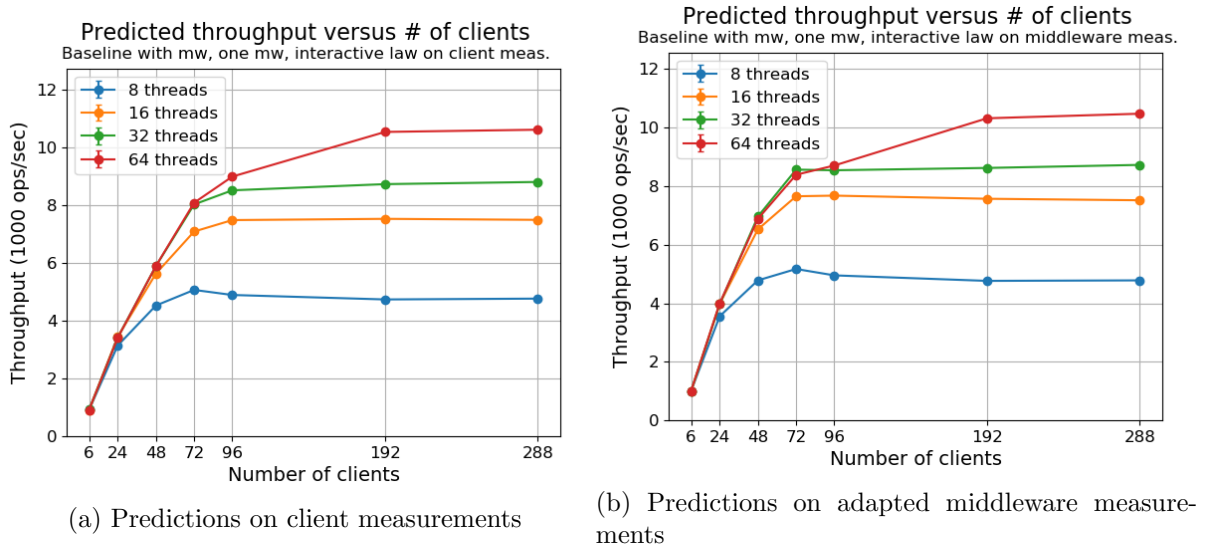 Predicted throughput versus # of clients
Baseline with mw, one mw, interactive law on client meas.
Throughput (1000 ops/sec)
12
10
8
6
4
2
0
8 threads
16 threads
32 threads
64 threads
6 24 48 72 96 192 288
Number of clients
(a) Predictions on client measurements
Predicted throughput versus # of clients
Baseline with mw, one mw, interactive law on middleware meas.
Throughput (1000 ops/sec)
12
10
8
6
4
2
0
8 threads
16 threads
32 threads
64 threads
6 24 48 72 96 192 288
Number of clients
(b) Predictions on adapted middleware measure-
ments